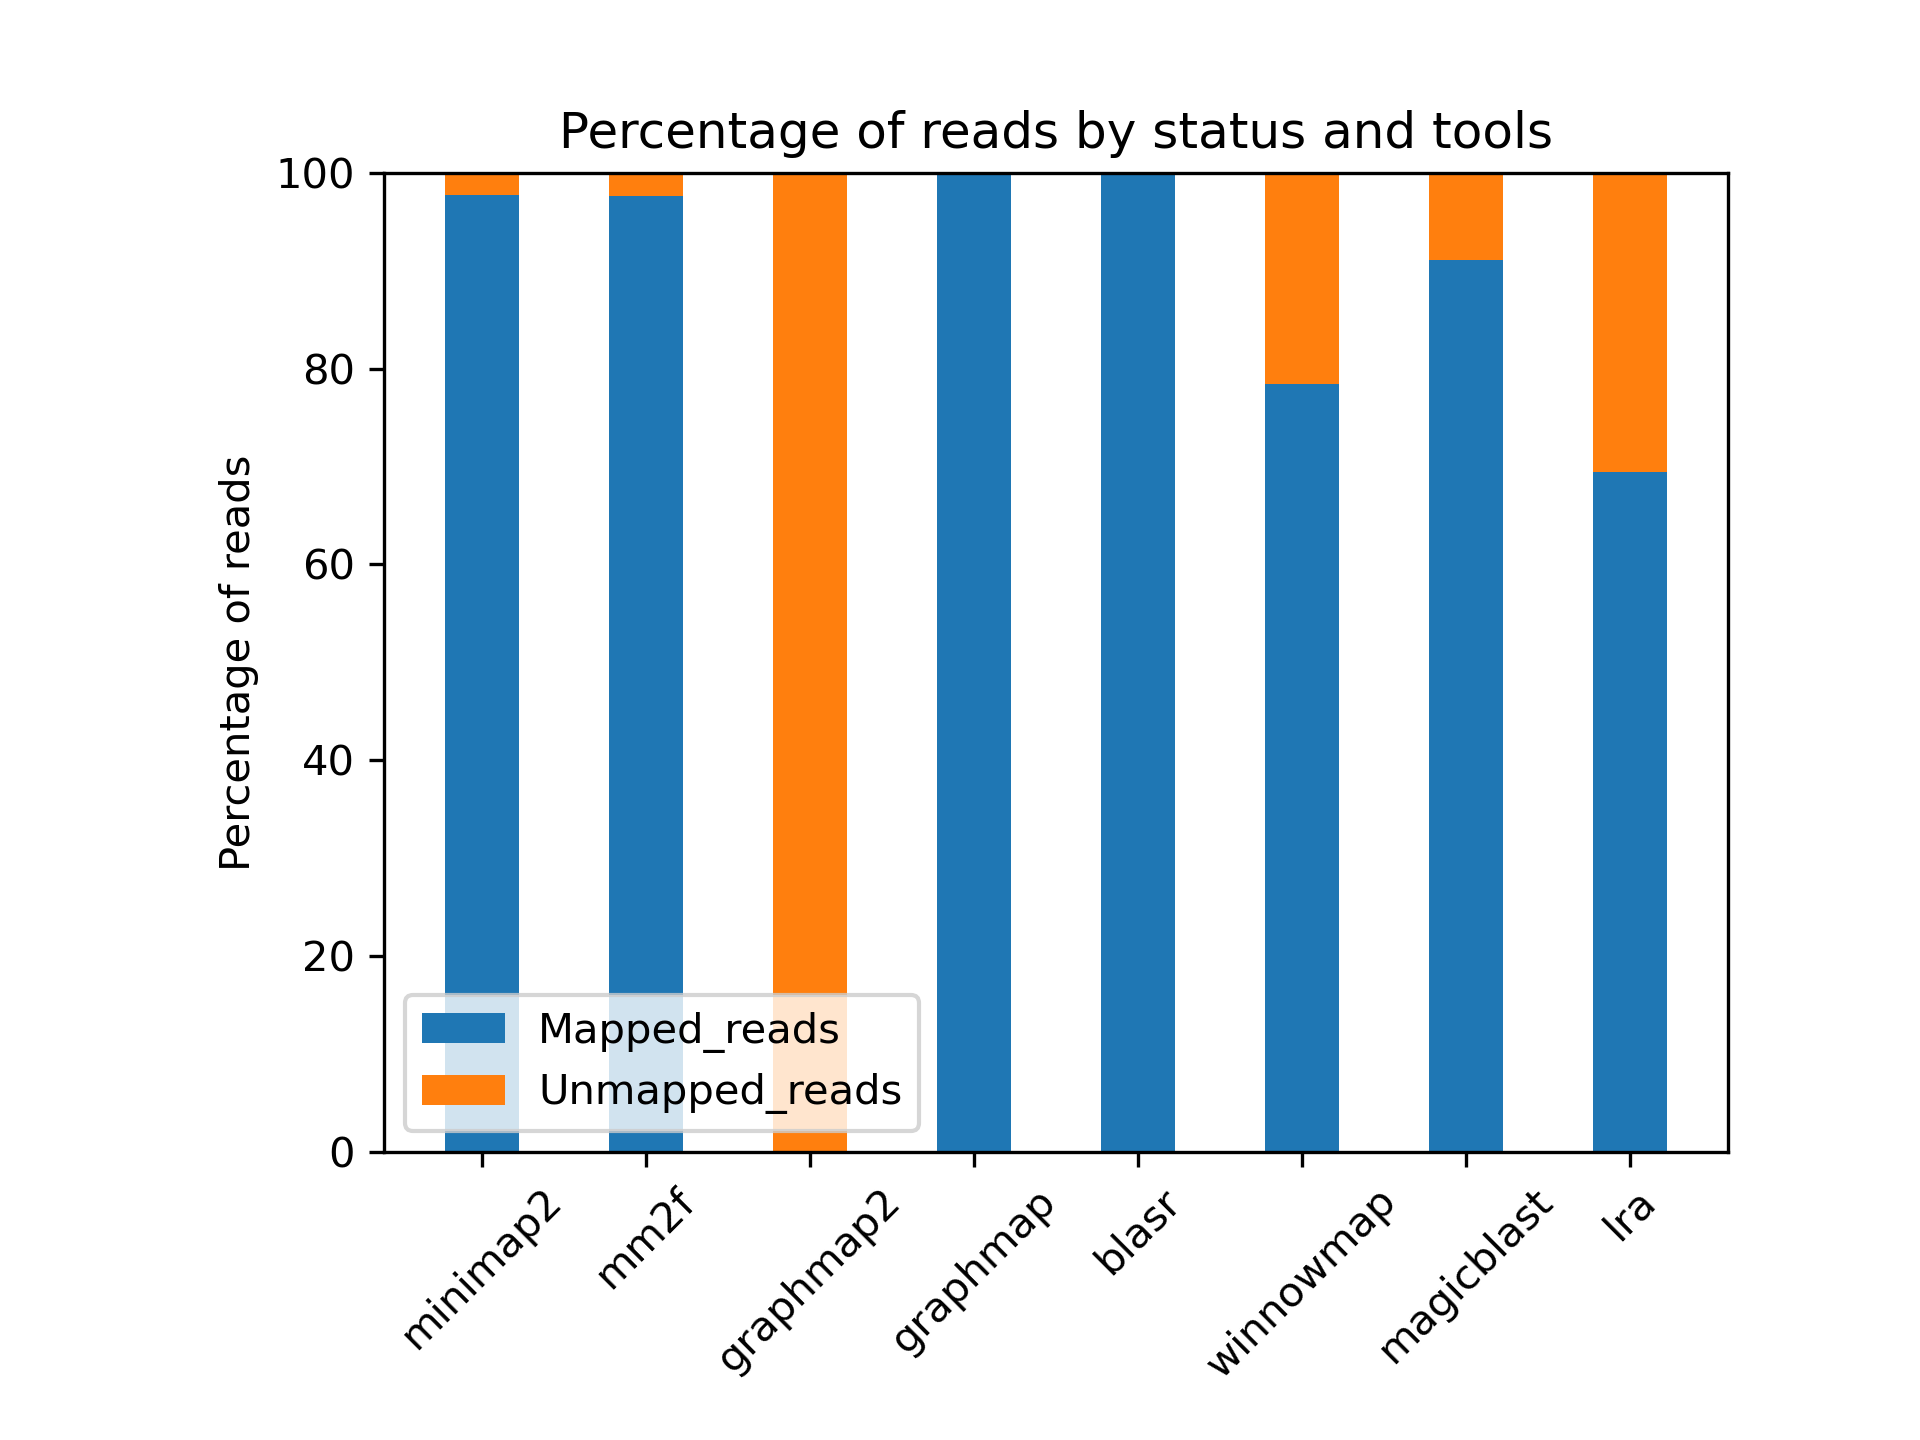 Percentage of reads by status and tools
100
80
60
40
20
0
Percentage of reads
Mapped_reads
Unmapped_reads
minimap2
mm2f
graphmap2
graphmap
blasr
winnowmap
magicblast
lra